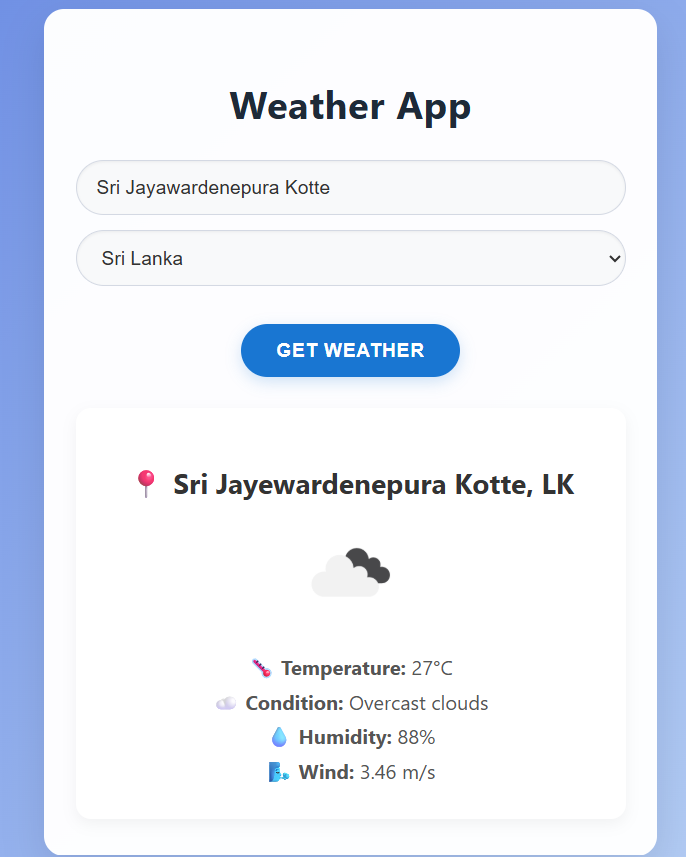 Weather App
Sri Jayawardenepura Kotte
Sri Lanka
GET WEATHER
Sri Jayewardenepura Kotte, LK
Temperature: 27°C
Condition: Overcast clouds
Humidity: 88%
Wind: 3.46 m/s